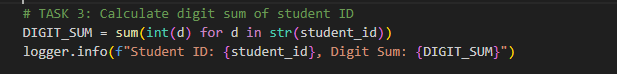 # TASK 3: Calculate digit sum of student ID
DIGIT_SUM = sum(int(d) for d in str(student_id))
logger.info(f"Student ID: {student_id}, Digit Sum: {DIGIT_SUM}")